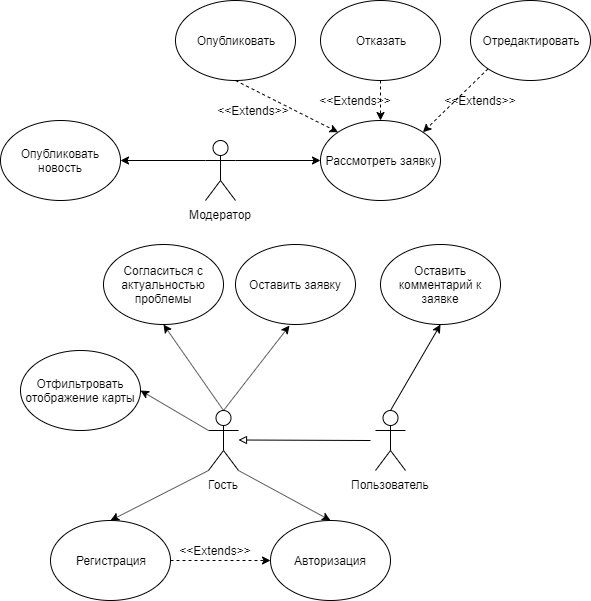 Опубликовать
Отказать
Отредактировать
<<Extends>>
<<Extends>>
<<Extends>>
Опубликовать
новость
Рассмотреть заявку
Модератор
Согласиться с
актуальностью
проблемы
Оставить заявку
Оставить
комментарий к
заявке
Отфильтровать
отображение карты
Гость
Пользователь
<<Extends>>
Регистрация
Авторизация